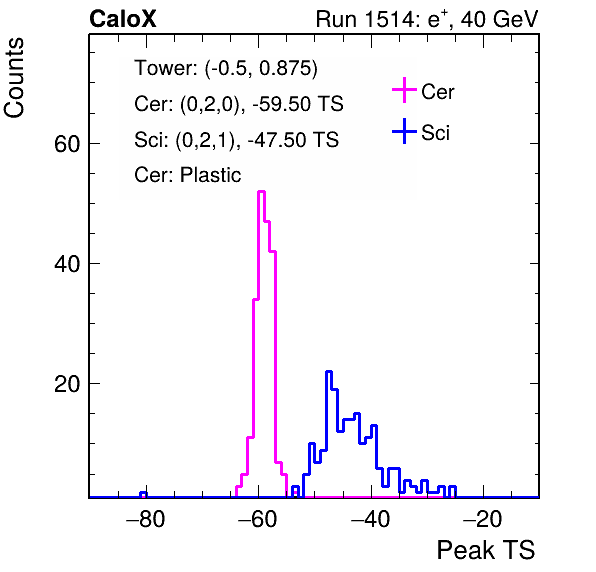 CaloX
Run 1514: e+, 40 GeV
Counts
Tower: (-0.5, 0.875)
Cer: (0,2,0), -59.50 TS
Sci: (0,2,1), -47.50 TS
Cer: Plastic
Cer
Sci
60
40
20
−80 −60 −40 −20
Peak TS